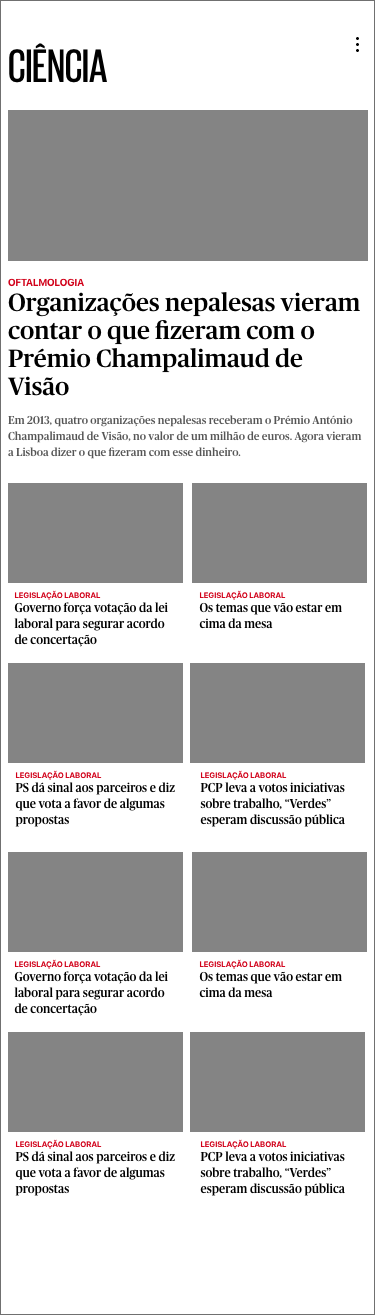 CIÊNCIA
OFTALMOLOGIA
Organizações nepalesas vieram
contar o que fizeram com o
Prémio Champalimaud de
Visão
Em 2013, quatro organizações nepalesas receberam o Prémio António
Champalimaud de Visão, no valor de um milhão de euros. Agora vieram
a Lisboa dizer o que fizeram com esse dinheiro.
LEGISLAÇÃO LABORAL
Governo força votação da lei
laboral para segurar acordo
de concertação
LEGISLAÇÃO LABORAL
Os temas que vão estar em
cima da mesa
LEGISLAÇÃO LABORAL
PS dá sinal aos parceiros e diz
que vota a favor de algumas
propostas
LEGISLAÇÃO LABORAL
PCP leva a votos iniciativas
sobre trabalho, “Verdes”
esperam discussão pública
LEGISLAÇÃO LABORAL
Governo força votação da lei
laboral para segurar acordo
de concertação
LEGISLAÇÃO LABORAL
Os temas que vão estar em
cima da mesa
LEGISLAÇÃO LABORAL
PS dá sinal aos parceiros e diz
que vota a favor de algumas
propostas
LEGISLAÇÃO LABORAL
PCP leva a votos iniciativas
sobre trabalho, “Verdes”
esperam discussão pública